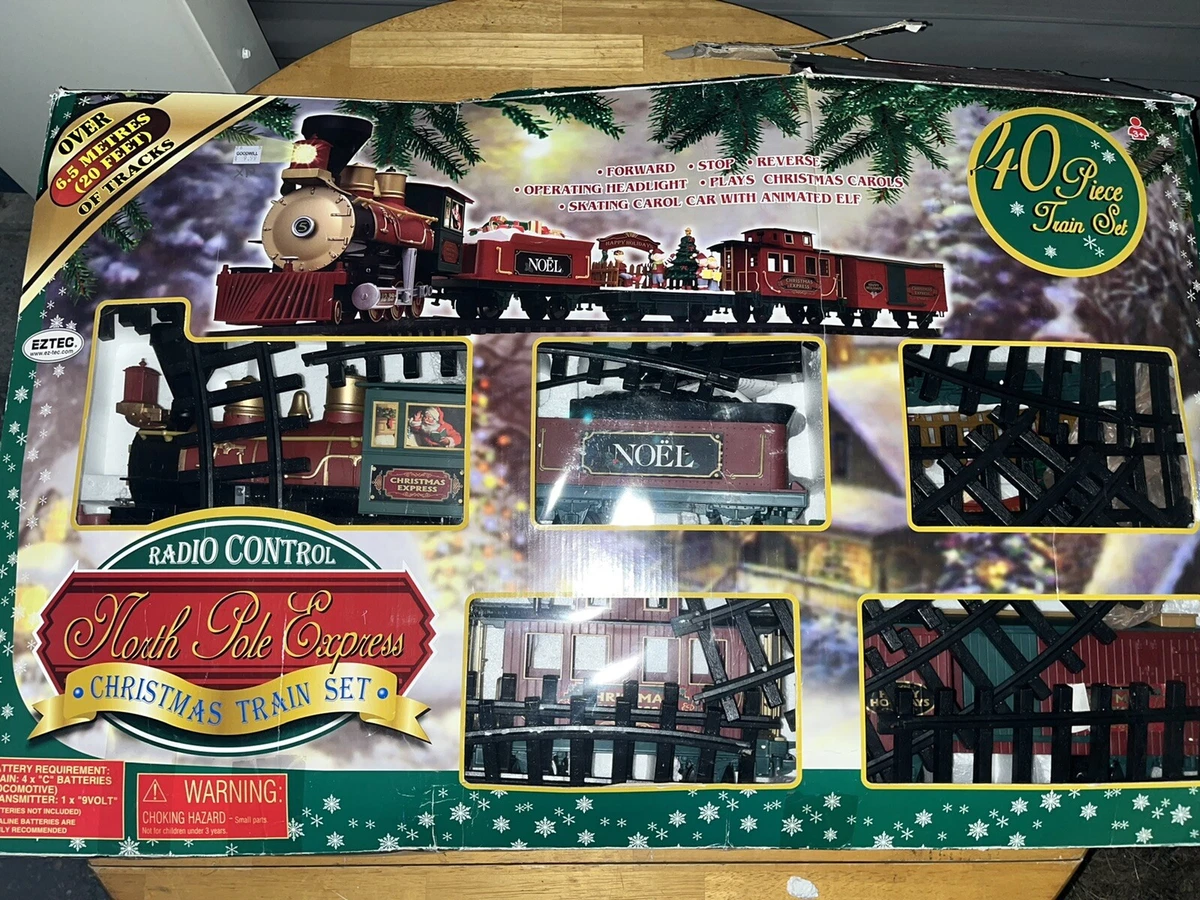 OVER
6.5 METRES
(20 FEET)
OF TRACKS
GOODWILL
• FORWARD • STOP • REVERSE
• OPERATING HEADLIGHT • PLAYS CHRISTMAS CAROLS
• SKATING CAROL CAR WITH ANIMATED ELF
40 Piece
Train Set
3+
S
NOËL
HAPPY HOLIDAYS
CHRISTMAS
EXPRESS
EZTEC
www.ez-tec.com
CHRISTMAS
EXPRESS
NOËL
RADIO CONTROL
North Pole Express
CHRISTMAS TRAIN SET
ATTERY REQUIREMENT:
AIN: 4 x "C" BATTERIES
OCOMOTIVE)
ANSMITTER: 1 x "9VOLT"
TTERIES NOT INCLUDED)
ALINE BATTERIES ARE
LY RECOMMENDED
WARNING:
CHOKING HAZARD - Small parts.
Not for children under 3 years.